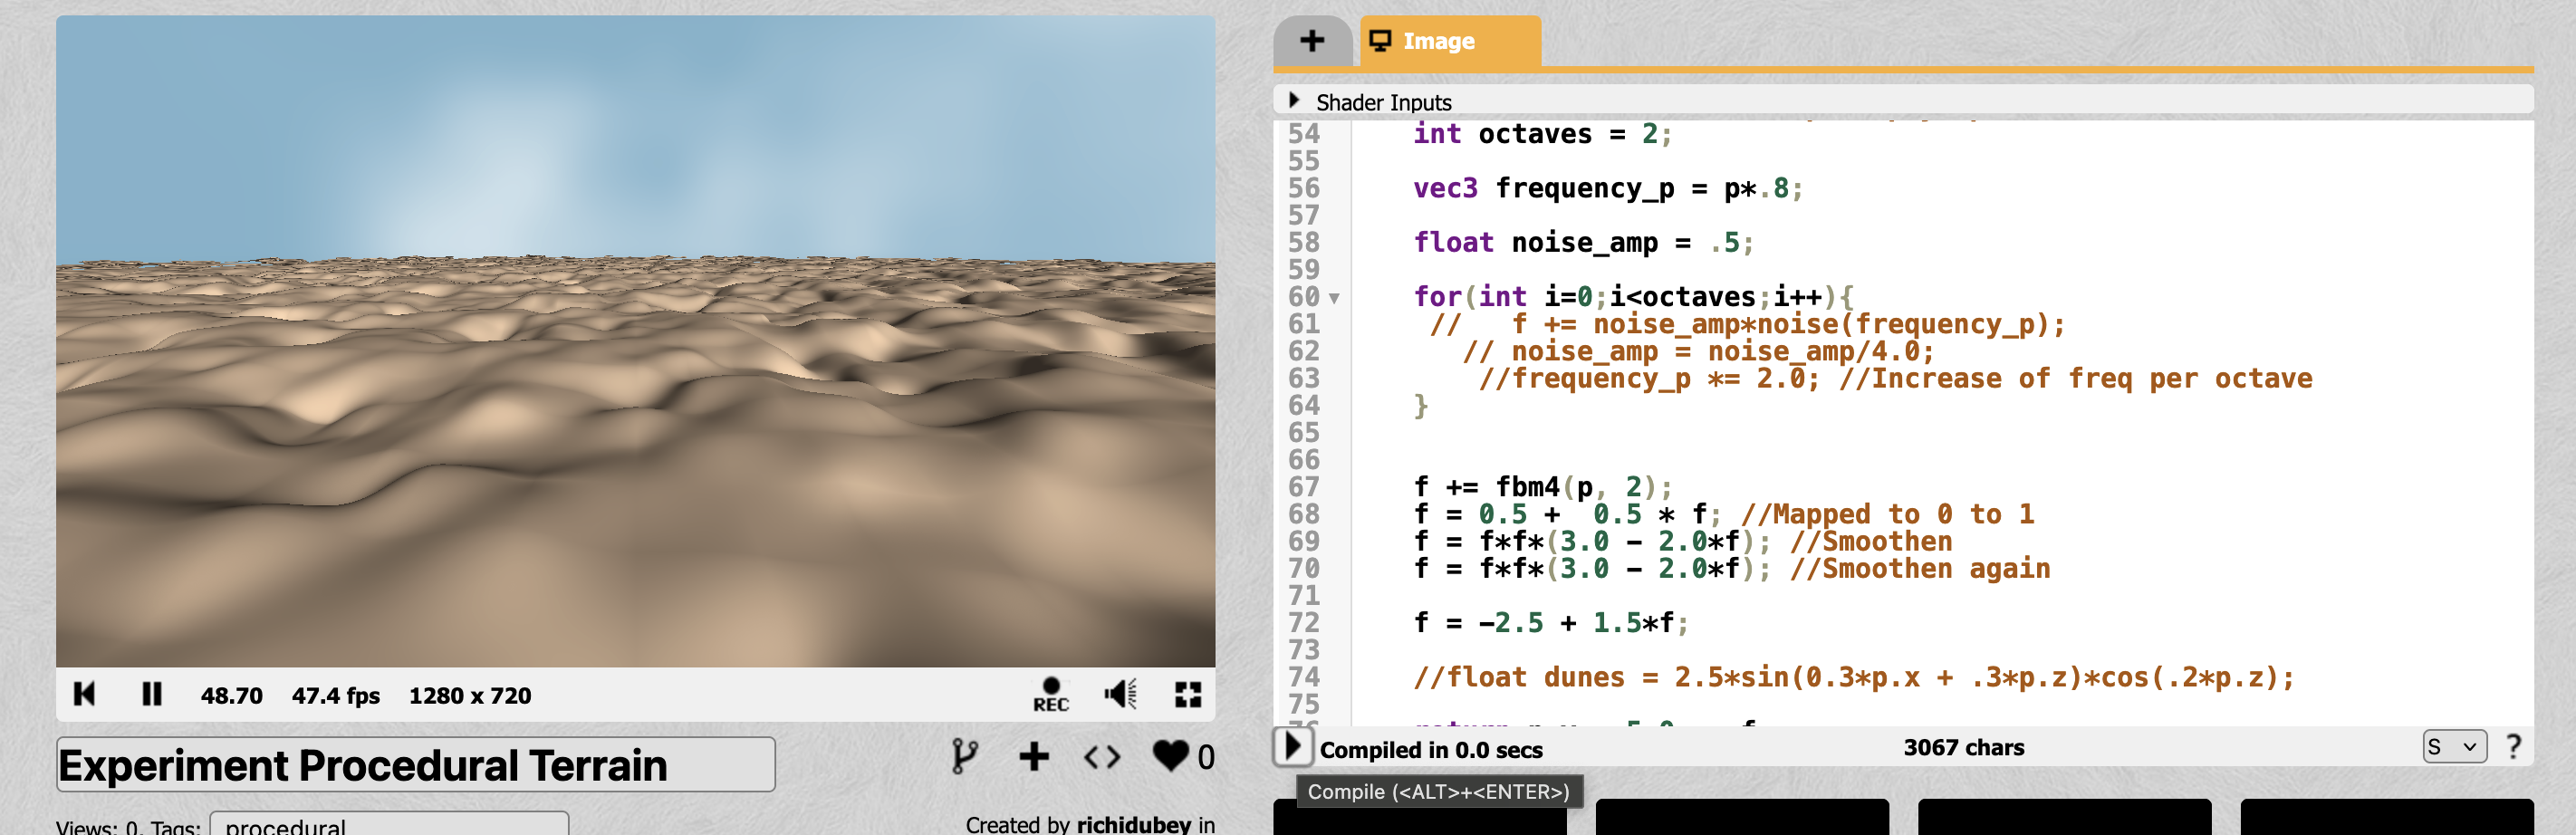 Image
Shader Inputs
54 int octaves = 2;
55
56 vec3 frequency_p = p*.8;
57
58 float noise_amp = .5;
59
60 for(int i=0;i<octaves;i++){
61 //   f += noise_amp*noise(frequency_p);
62 // noise_amp = noise_amp/4.0;
63 //frequency_p *= 2.0; //Increase of freq per octave
64 }
65
66
67 f += fbm4(p, 2);
68 f = 0.5 +  0.5 * f; //Mapped to 0 to 1
69 f = f*f*(3.0 - 2.0*f); //Smoothen
70 f = f*f*(3.0 - 2.0*f); //Smoothen again
71
72 f = -2.5 + 1.5*f;
73
74 //float dunes = 2.5*sin(0.3*p.x + .3*p.z)*cos(.2*p.z);
75
48.70 47.4 fps 1280 x 720
REC
Compiled in 0.0 secs 3067 chars S ?
Compile (<ALT>+<ENTER>)
Experiment Procedural Terrain
0
Views: 0, Tags: procedural
Created by richidubey in